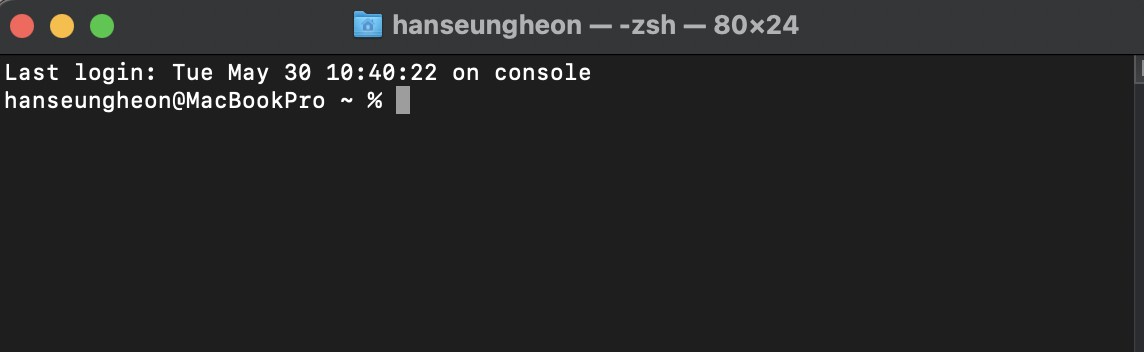 hanseungheon — -zsh — 80×24
Last login: Tue May 30 10:40:22 on console
hanseungheon@MacBookPro ~ %